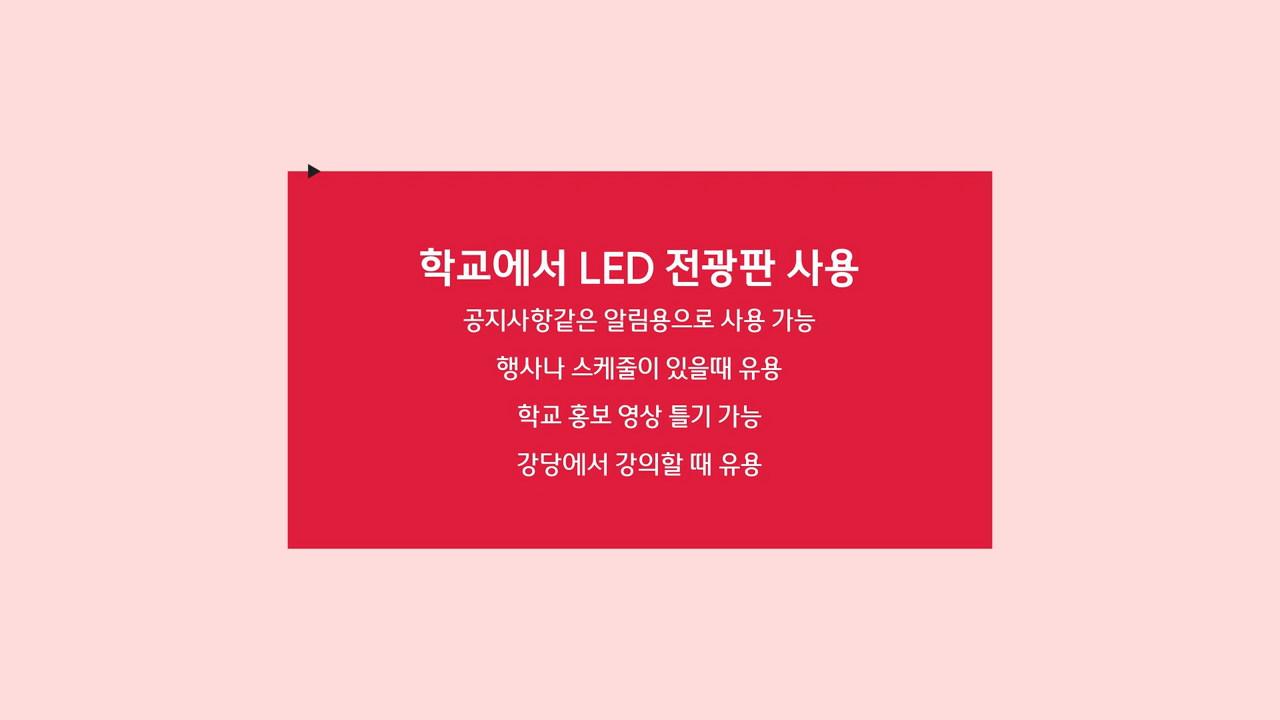 학교에서 LED 전광판 사용
공지사항같은 알림용으로 사용 가능
행사나 스케줄이 있을때 유용
학교 홍보 영상 틀기 가능
강당에서 강의할 때 유용